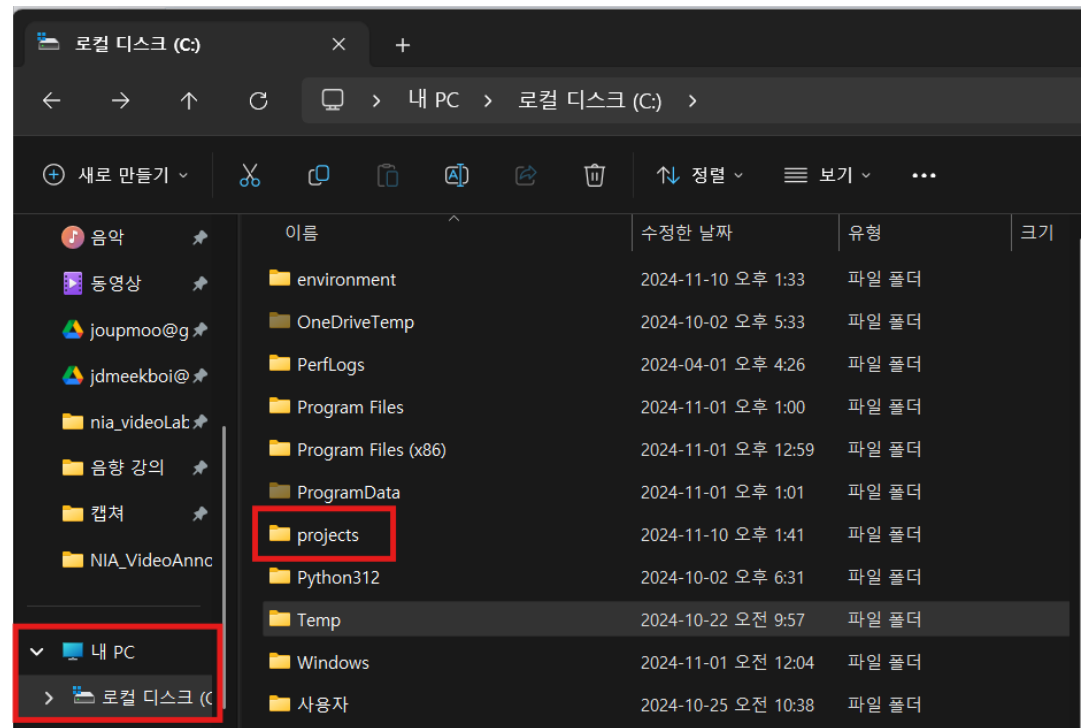 로컬 디스크 (C:)
내 PC > 로컬 디스크 (C:) >
새로 만들기 정렬 보기
이름 수정한 날짜 유형 크기
음악
동영상
joupmoo@g
jdmeekboi@
nia_videoLab
음향 강의
캡쳐
NIA_VideoAnno
내 PC
로컬 디스크 (C
environment 2024-11-10 오후 1:33 파일 폴더
OneDriveTemp 2024-10-02 오후 5:33 파일 폴더
PerfLogs 2024-04-01 오후 4:26 파일 폴더
Program Files 2024-11-01 오후 1:00 파일 폴더
Program Files (x86) 2024-11-01 오후 12:59 파일 폴더
ProgramData 2024-11-01 오후 1:01 파일 폴더
projects 2024-11-10 오후 1:41 파일 폴더
Python312 2024-10-02 오후 6:31 파일 폴더
Temp 2024-10-22 오전 9:57 파일 폴더
Windows 2024-11-01 오전 12:04 파일 폴더
사용자 2024-10-25 오전 10:38 파일 폴더